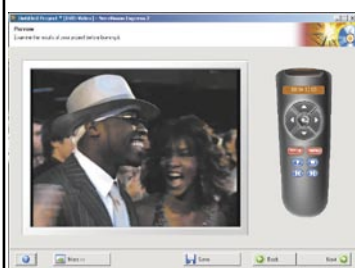 Untitled Project * [DVD-Video] - NeroVision Express 2
Preview
Examine the results of your wizard before burning it.
More >>
Save
Back
Next